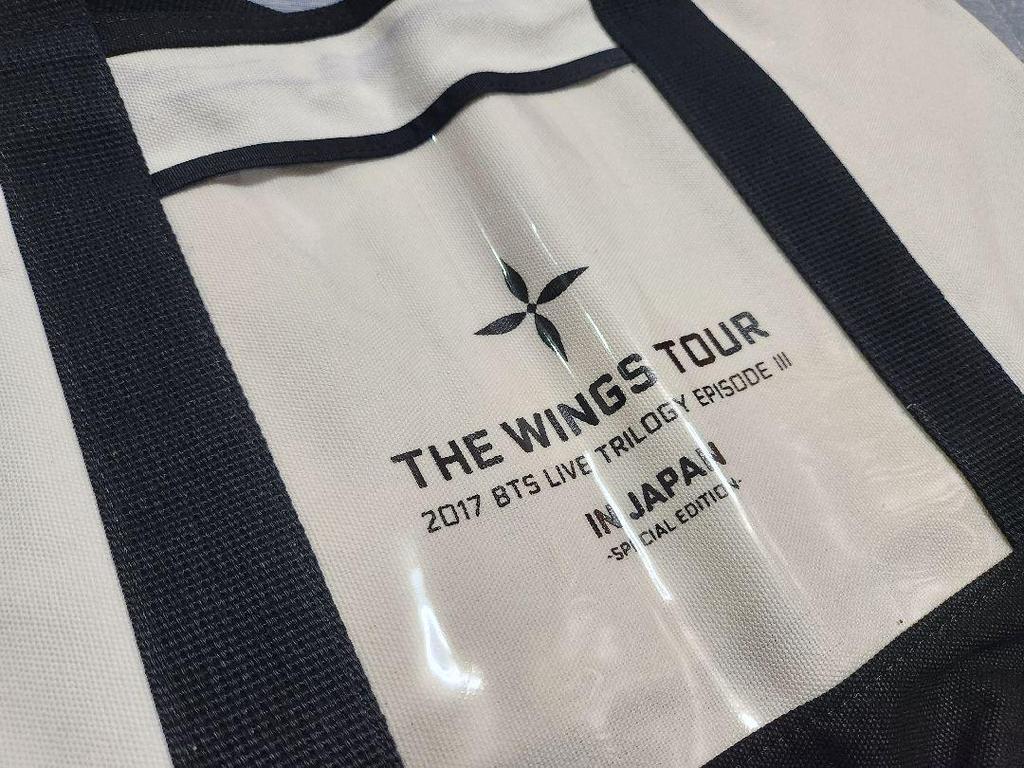 THE WINGS TOUR
2017 BTS LIVE TRILOGY EPISODE III
IN JAPAN
-SPECIAL EDITION-